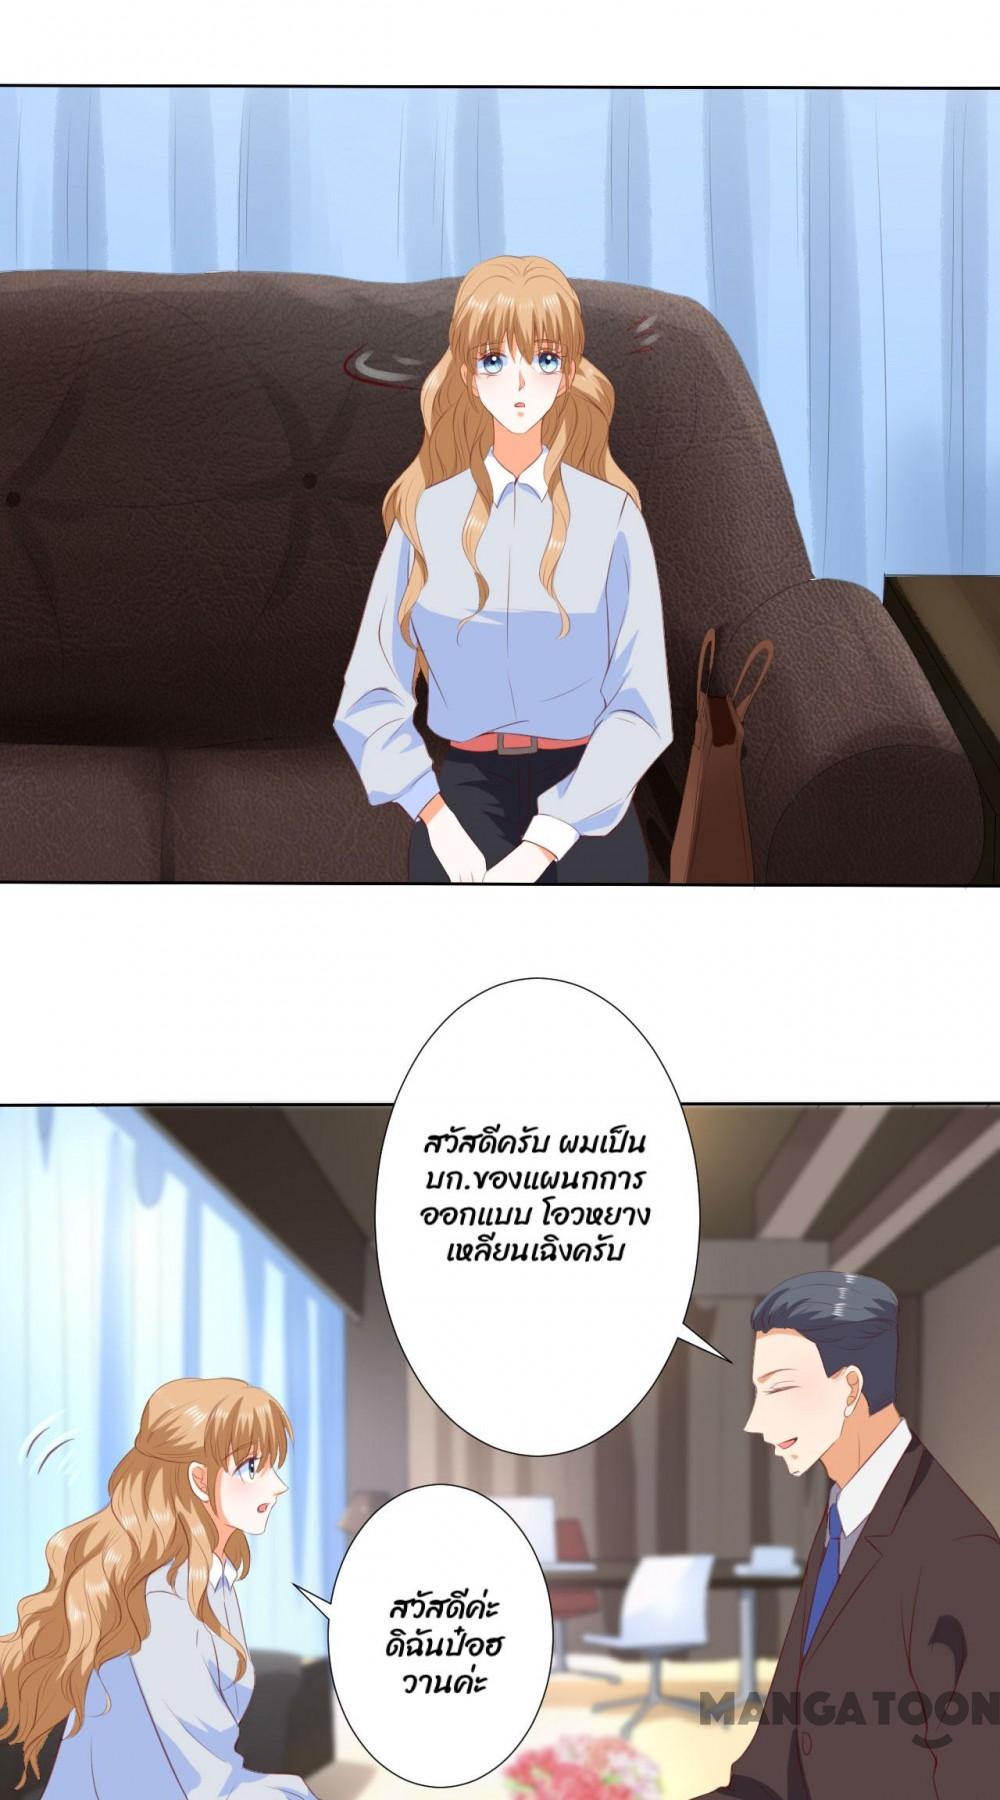 สวัสดีครับ ผมเป็น
บก.ของแผนกการ
ออกแบบ โอวหยาง
เหลียนเฉิงครับ
สวัสดีค่ะ
ดิฉันป๋อฮ
วานค่ะ
MANGATOON